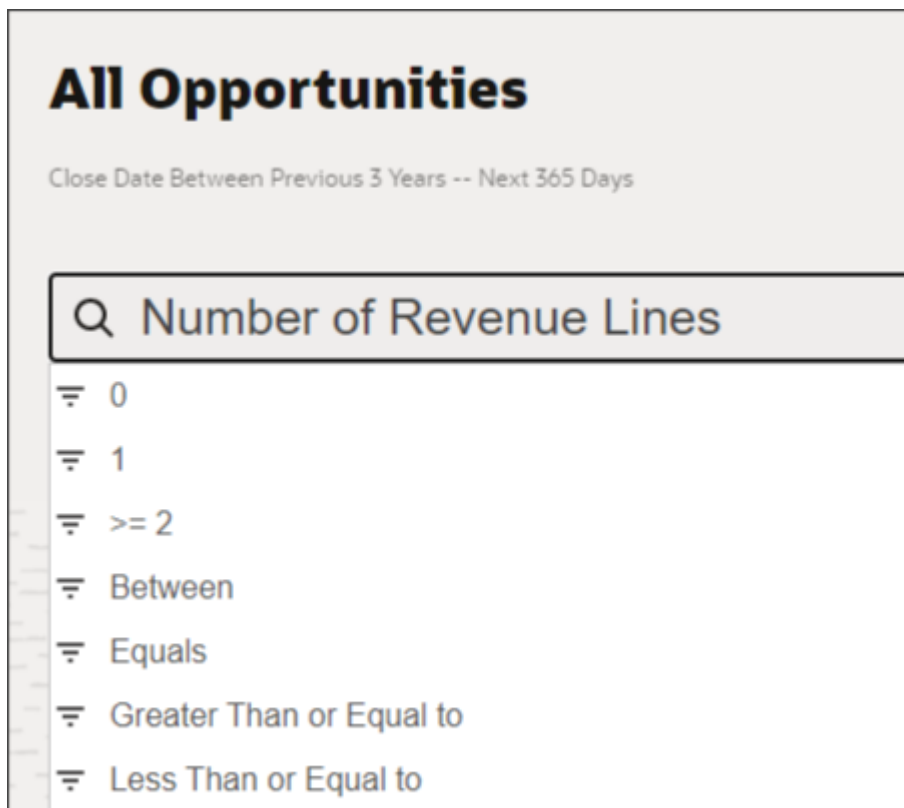 All Opportunities
Close Date Between Previous 3 Years -- Next 365 Days
Number of Revenue Lines
0
1
>= 2
Between
Equals
Greater Than or Equal to
Less Than or Equal to